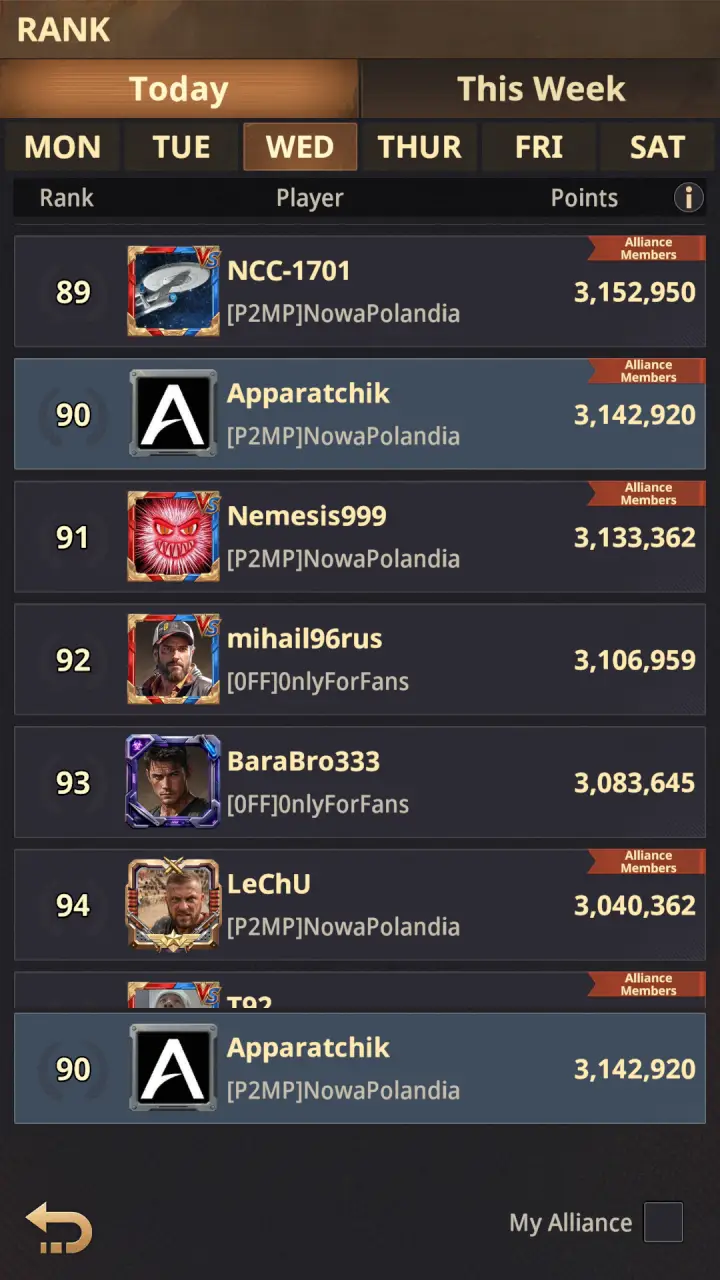 RANK
Today
This Week
MON TUE WED THUR FRI SAT
Rank Player Points i
Alliance
Members
89 NCC-1701 3,152,950
[P2MP]NowaPolandia
Alliance
Members
90 Apparatchik 3,142,920
[P2MP]NowaPolandia
Alliance
Members
91 Nemesis999 3,133,362
[P2MP]NowaPolandia
92 mihail96rus 3,106,959
[0FF]0nlyForFans
93 BaraBro333 3,083,645
[0FF]0nlyForFans
Alliance
Members
94 LeChU 3,040,362
[P2MP]NowaPolandia
Alliance
Members
T92
90 Apparatchik 3,142,920
[P2MP]NowaPolandia
My Alliance